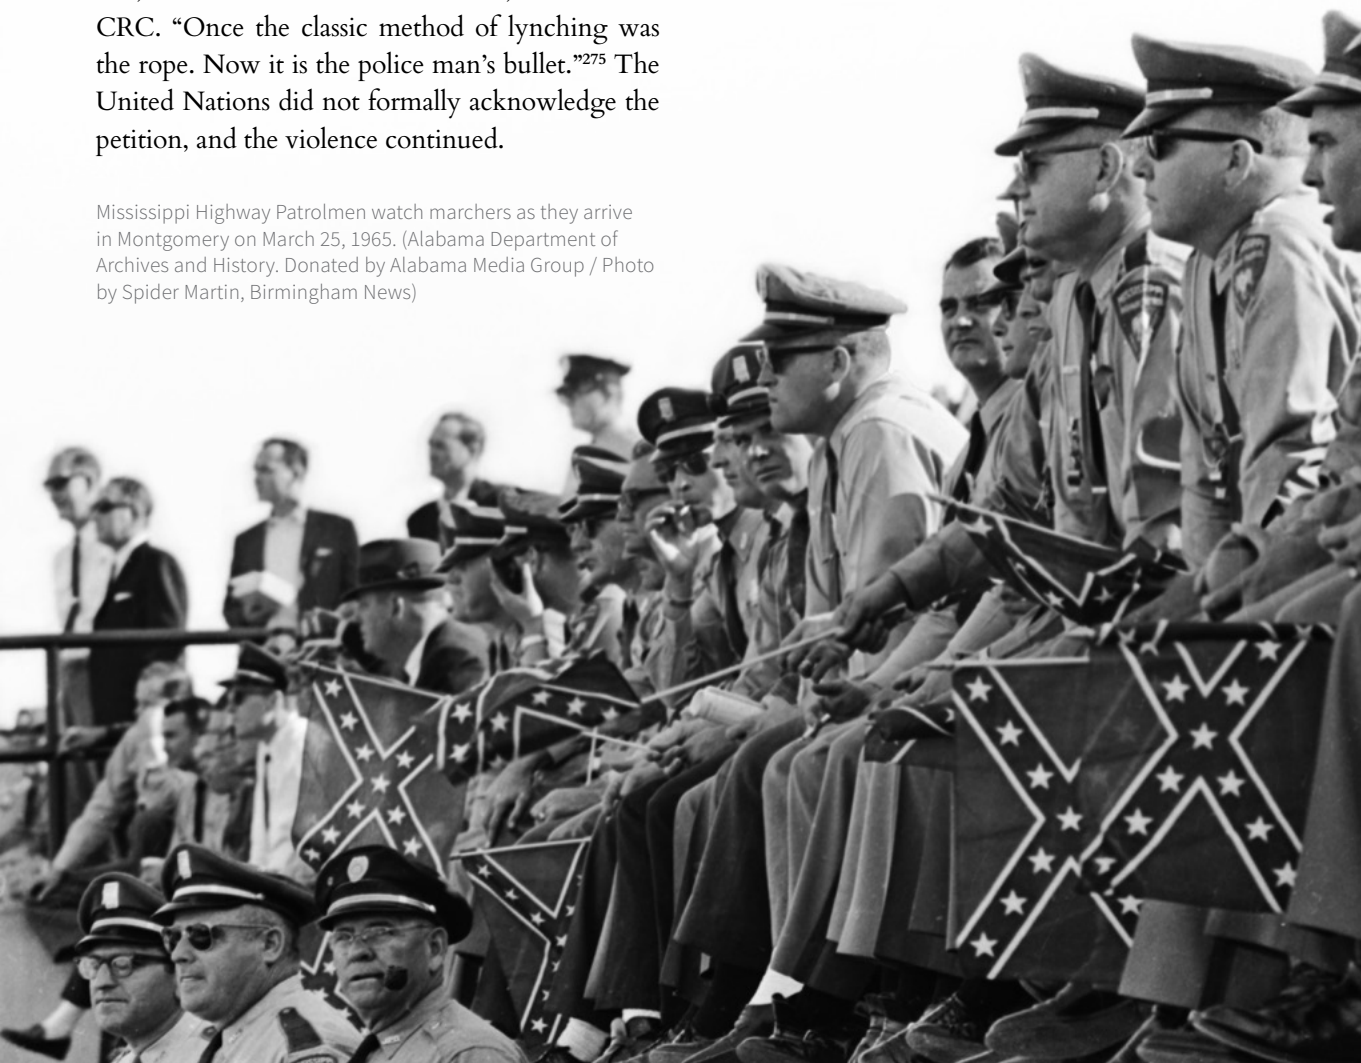 CRC. “Once the classic method of lynching was
the rope. Now it is the police man’s bullet.”275 The
United Nations did not formally acknowledge the
petition, and the violence continued.
Mississippi Highway Patrolmen watch marchers as they arrive
in Montgomery on March 25, 1965. (Alabama Department of
Archives and History. Donated by Alabama Media Group / Photo
by Spider Martin, Birmingham News)